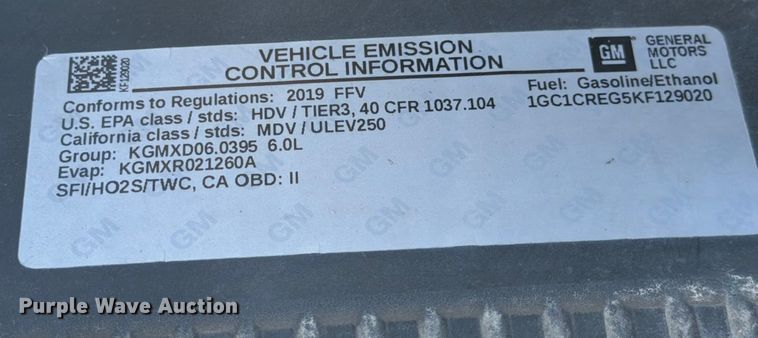 KF129020
VEHICLE EMISSION
CONTROL INFORMATION
GM
GENERAL
MOTORS
LLC
Conforms to Regulations: 2019 FFV
U.S. EPA class / stds: HDV / TIER3, 40 CFR 1037.104
California class / stds: MDV / ULEV250
Group: KGMXD06.0395 6.0L
Evap: KGMXR021260A
SFI/HO2S/TWC, CA OBD: II
Fuel: Gasoline/Ethanol
1GC1CREG5KF129020
Purple Wave Auction